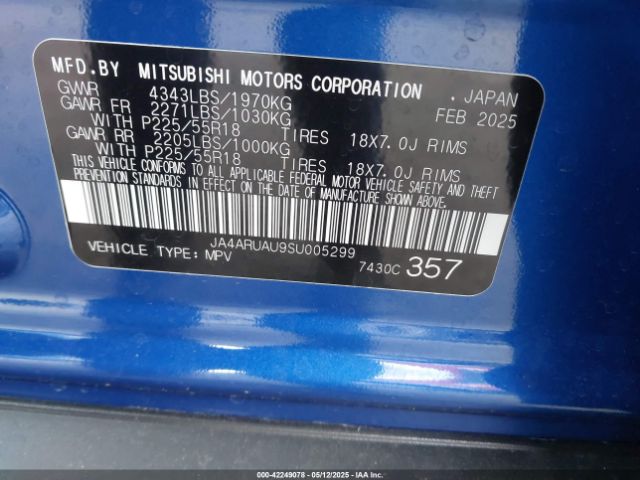 MFD.BY MITSUBISHI MOTORS CORPORATION . JAPAN
GVWR 4343LBS/1970KG FEB 2025
GAWR FR 2271LBS/1030KG
WITH P225/55R18 TIRES 18X7.0J RIMS
GAWR RR 2205LBS/1000KG
WITH P225/55R18 TIRES 18X7.0J RIMS
THIS VEHICLE CONFORMS TO ALL APPLICABLE FEDERAL MOTOR VEHICLE SAFETY AND THEFT
PREVENTION STANDARDS IN EFFECT ON THE DATE OF MANUFACTURE SHOWN ABOVE.
JA4ARUAU9SU005299
VEHICLE TYPE: MPV 7430C 357
000-42249078 - 05/12/2025 - IAA Inc.